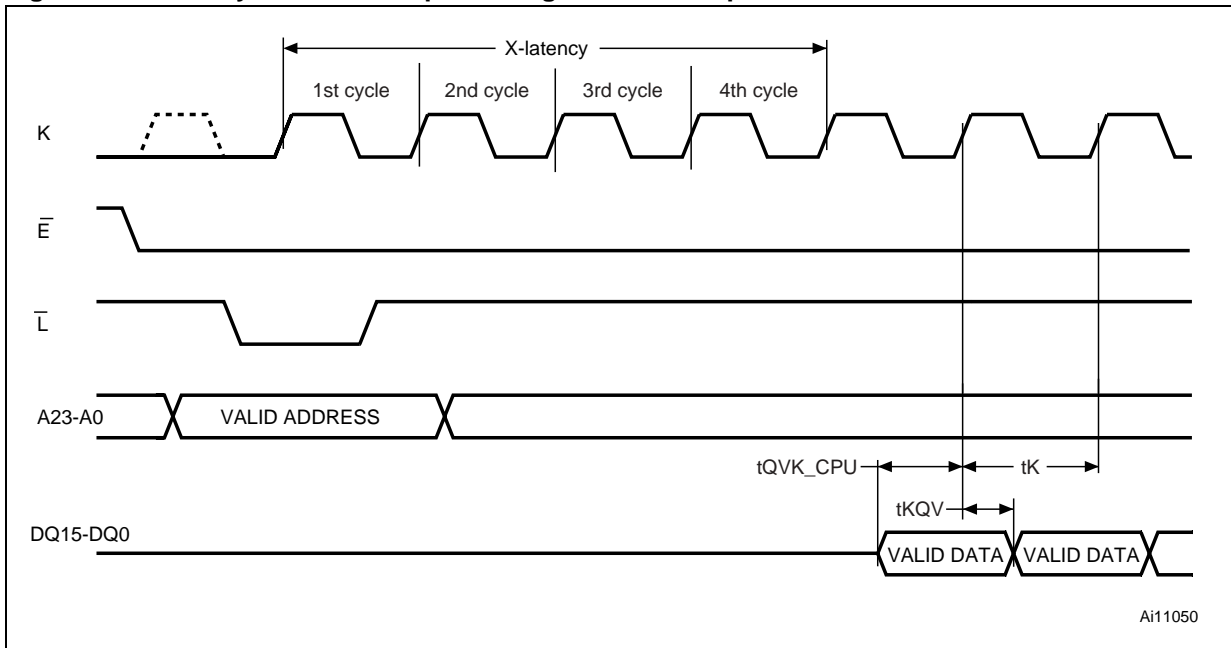 X-latency
1st cycle
2nd cycle
3rd cycle
4th cycle
K
E̅
L̅
A23-A0
VALID ADDRESS
tQVK_CPU
tK
tKQV
DQ15-DQ0
VALID DATA
VALID DATA
Ai11050